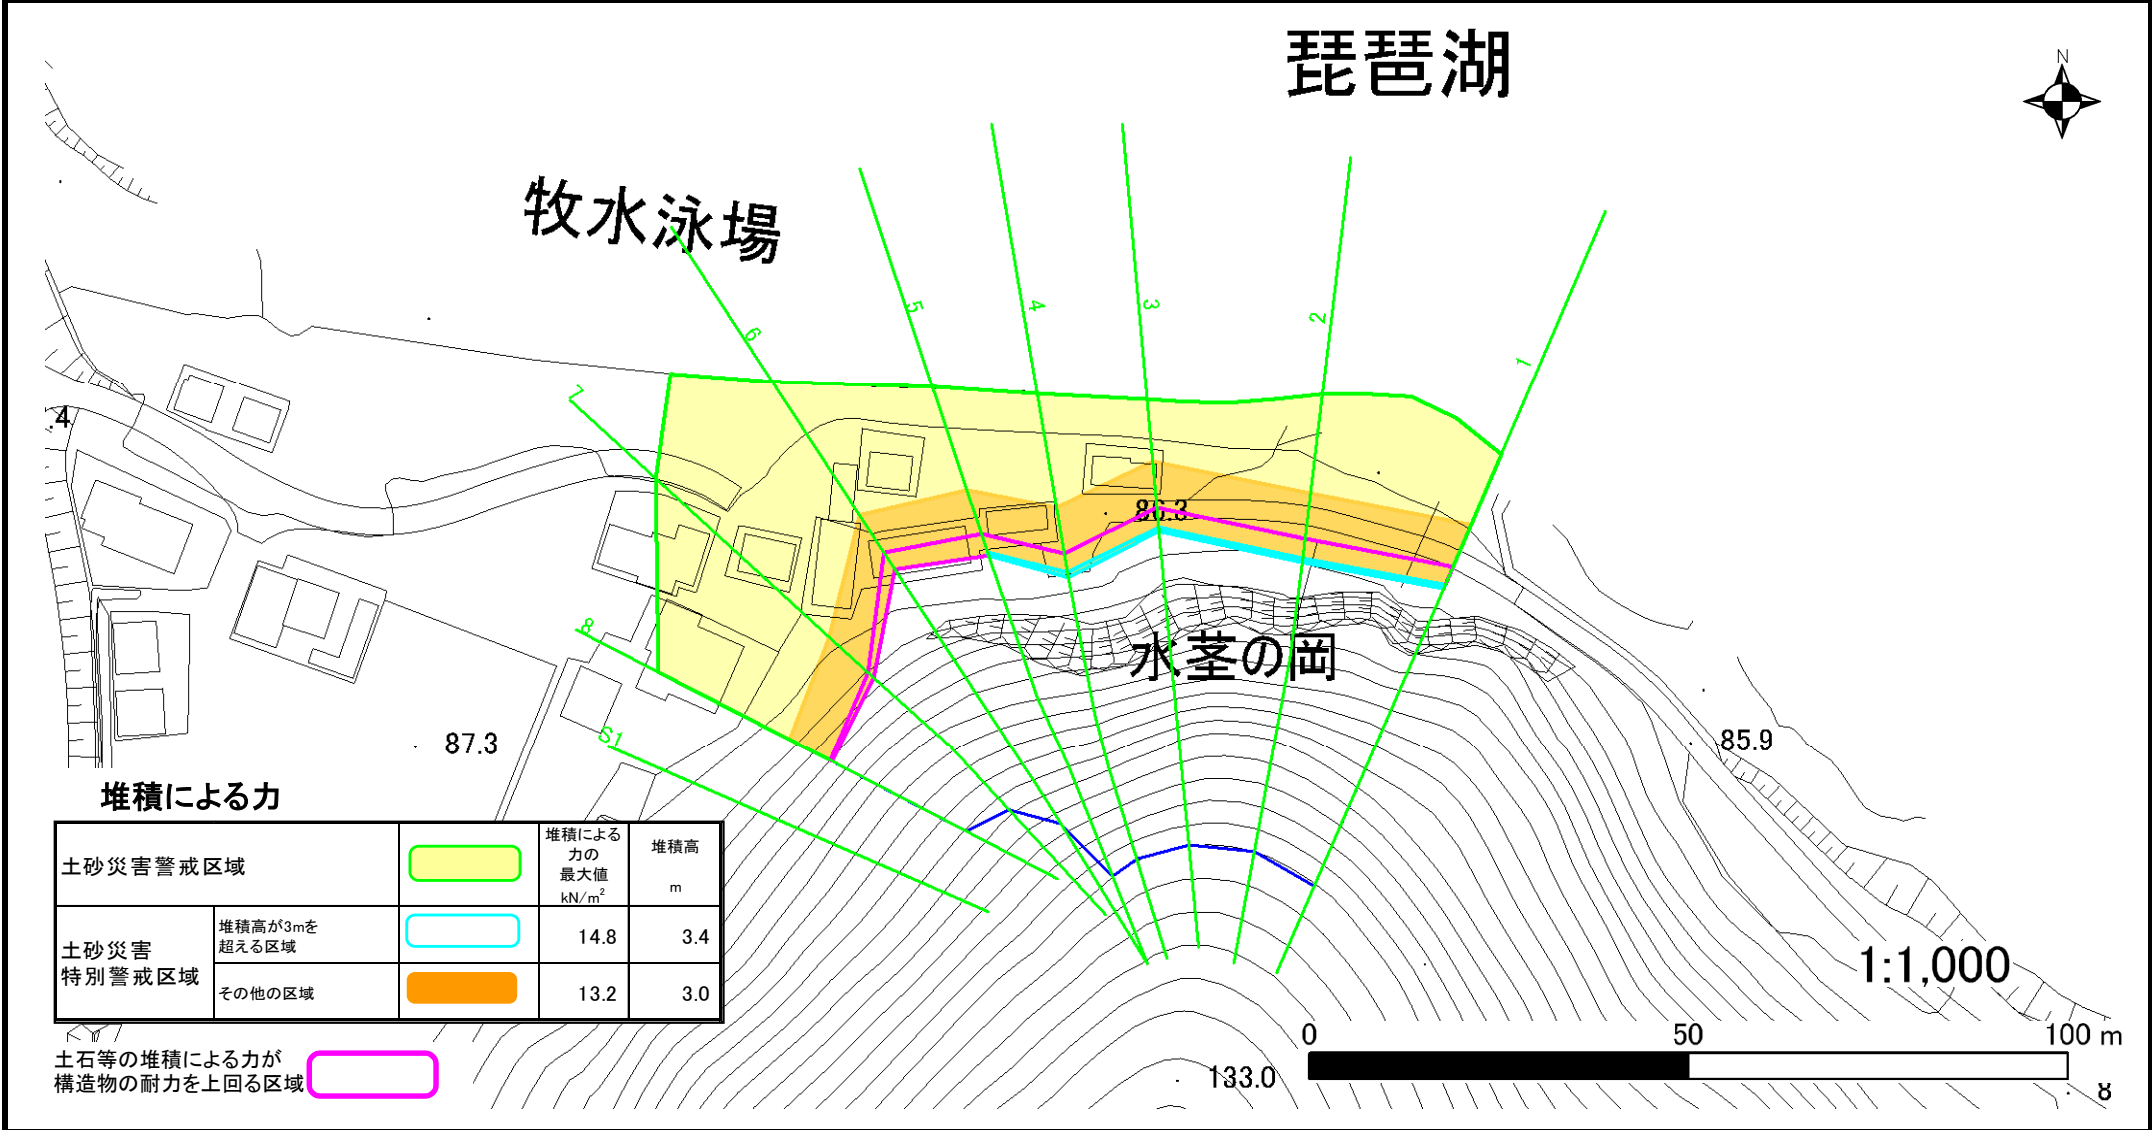 琵琶湖
N
牧水泳場
5
4
3
2
6
1
7
.4
86.3
8
水茎の岡
S1
87.3
85.9
堆積による力
土砂災害警戒区域
堆積による
力の
最大値
kN/m²
堆積高
m
土砂災害
特別警戒区域
堆積高が3mを
超える区域
14.8
3.4
その他の区域
13.2
3.0
1:1,000
0
50
100 m
土石等の堆積による力が
構造物の耐力を上回る区域
133.0
8